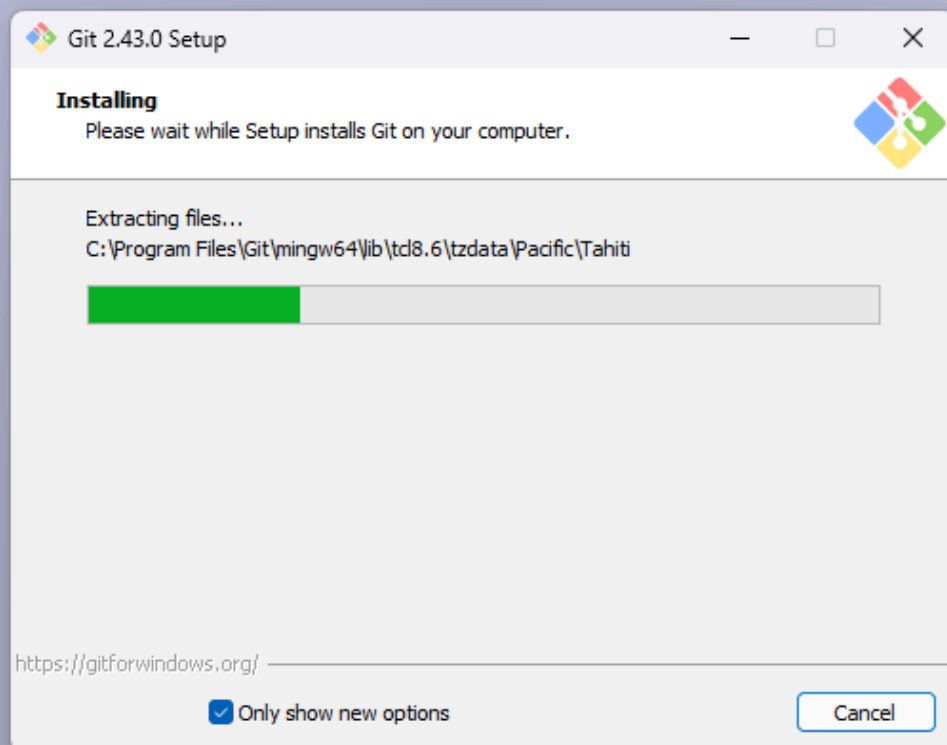 Git 2.43.0 Setup
Installing
Please wait while Setup installs Git on your computer.
Extracting files...
C:\Program Files\Git\mingw64\lib\tcl8.6\tzdata\Pacific\Tahiti
https://gitforwindows.org/
Only show new options
Cancel